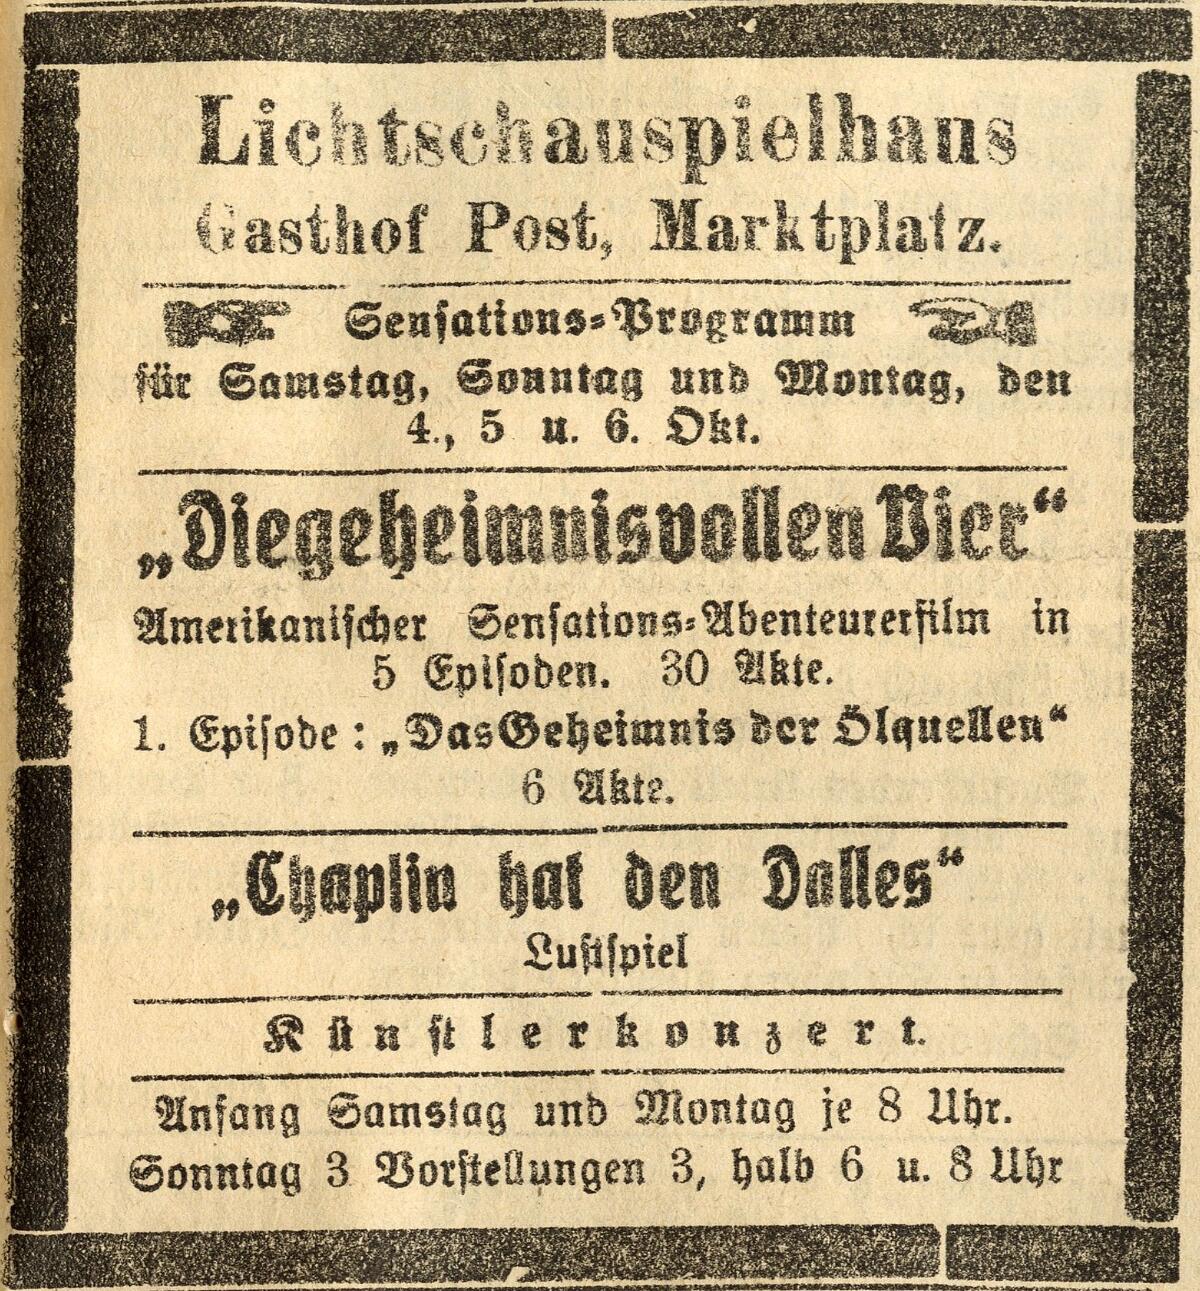 Lichtschauspielhaus
Gasthof Post, Marktplatz.
Sensations-Programm
für Samstag, Sonntag und Montag, den
4., 5 u. 6. Okt.
„Die geheimnisvollen Vier“
Amerikanischer Sensations-Abenteurerfilm in
5 Episoden. 30 Akte.
1. Episode: „Das Geheimnis der Ölquellen“
6 Akte.
„Chaplin hat den Dalles“
Lustspiel
Künstlerkonzert.
Anfang Samstag und Montag je 8 Uhr.
Sonntag 3 Vorstellungen 3, halb 6 u. 8 Uhr